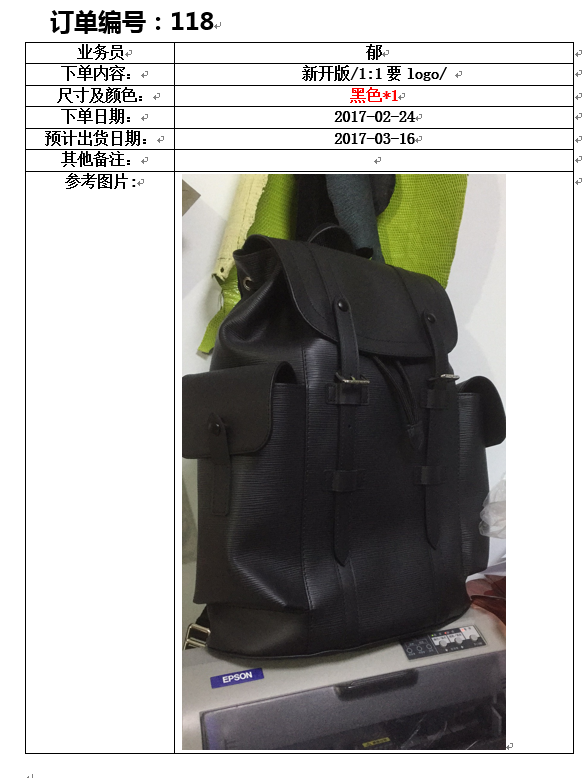 订单编号：118
业务员 郁
下单内容： 新开版/1:1要 logo/
尺寸及颜色： 黑色*1
下单日期： 2017-02-24
预计出货日期： 2017-03-16
其他备注：
参考图片:
EPSON